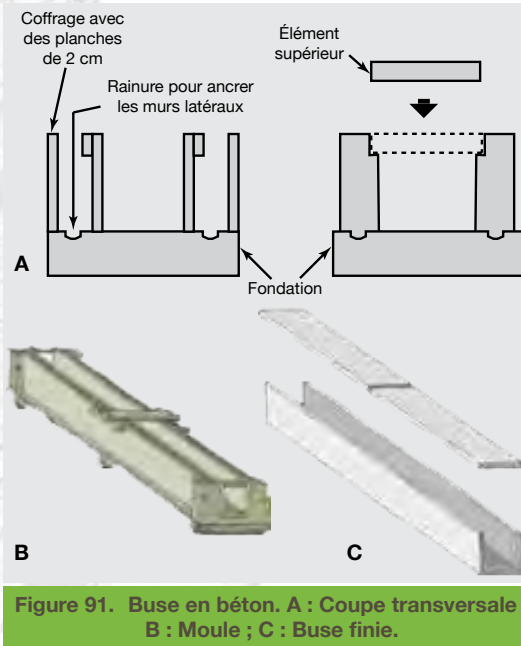 Coffrage avec
des planches
de 2 cm
Rainure pour ancrer
les murs latéraux
Élément
supérieur
A
Fondation
B
C
Figure 91. Buse en béton. A : Coupe transversale
B : Moule ; C : Buse finie.